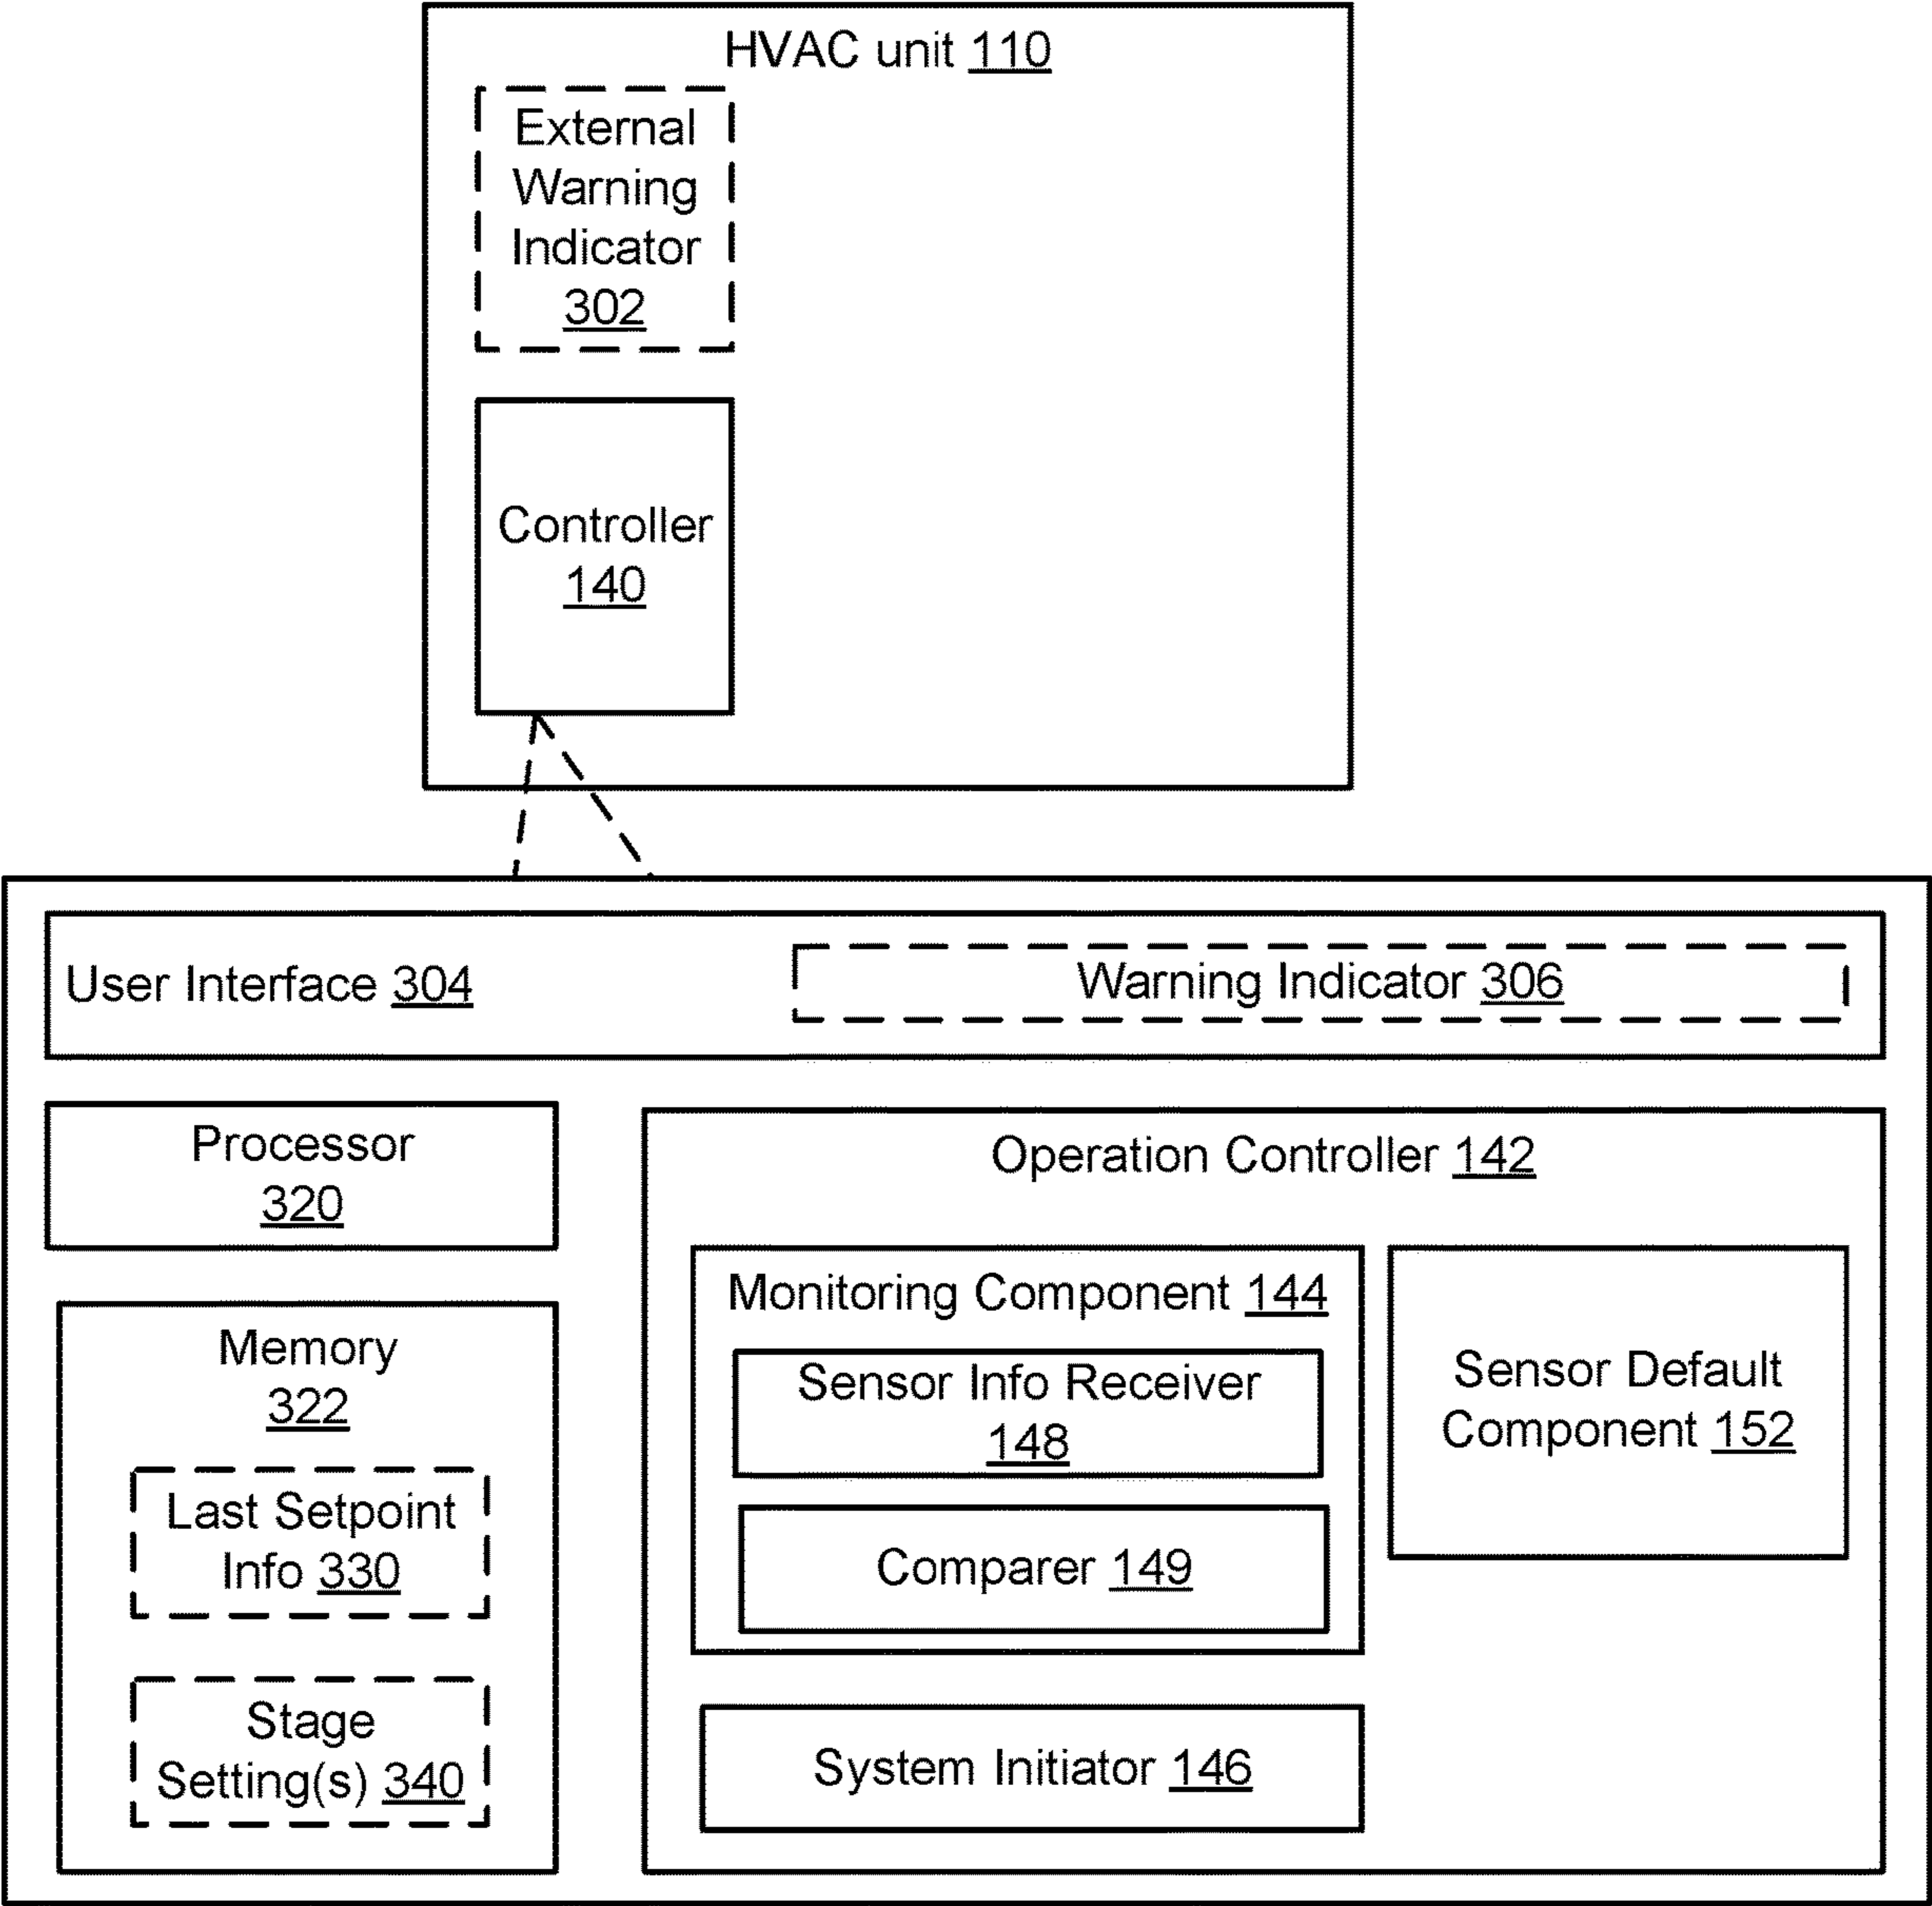 HVAC unit 110
External
Warning
Indicator
302
Controller
140
User Interface 304
Warning Indicator 306
Processor
320
Operation Controller 142
Memory
322
Last Setpoint
Info 330
Stage
Setting(s) 340
Monitoring Component 144
Sensor Info Receiver
148
Comparer 149
Sensor Default
Component 152
System Initiator 146